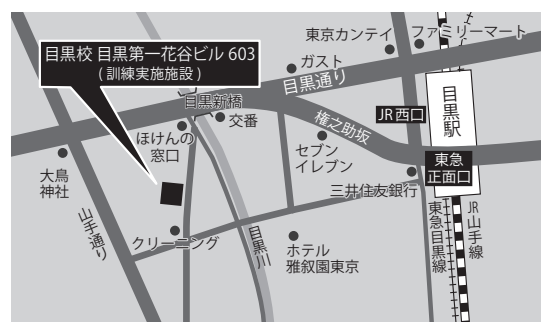 目黒校 目黒第一花谷ビル 603
(訓練実施施設)
東京カンテイ
ファミリーマート
ガスト
目黒通り
目黒新橋
交番
ほけんの
窓口
権之助坂
JR西口
目黒駅
セブン
イレブン
東急
正面口
三井住友銀行
大鳥
神社
山手通り
クリーニング
目黒川
ホテル
雅叙園東京
東急目黒線
JR山手線